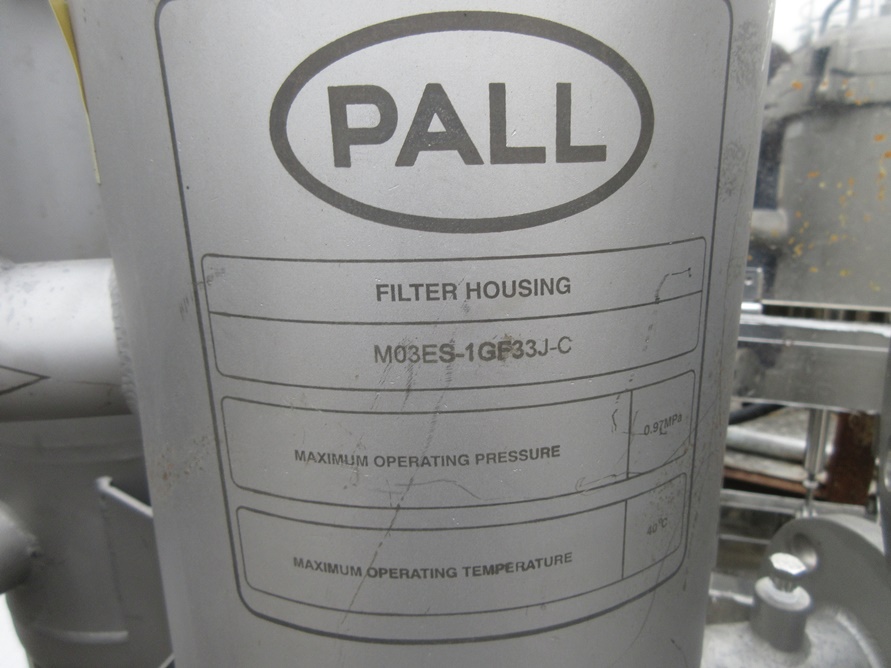 PALL
FILTER HOUSING
M03ES-1GF33J-C
MAXIMUM OPERATING PRESSURE 0.97MPa
MAXIMUM OPERATING TEMPERATURE 40°C